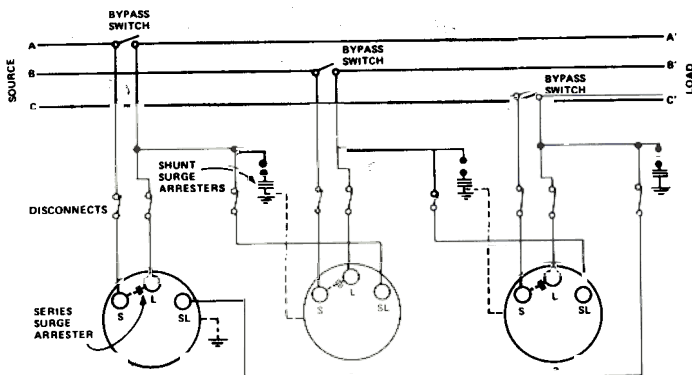 BYPASS
SWITCH
A
A'
BYPASS
SWITCH
B
B'
SOURCE
LOAD
BYPASS
SWITCH
C
C'
SHUNT
SURGE
ARRESTERS
DISCONNECTS
L
S
SL
L
S
SL
L
S
SL
SERIES
SURGE
ARRESTER